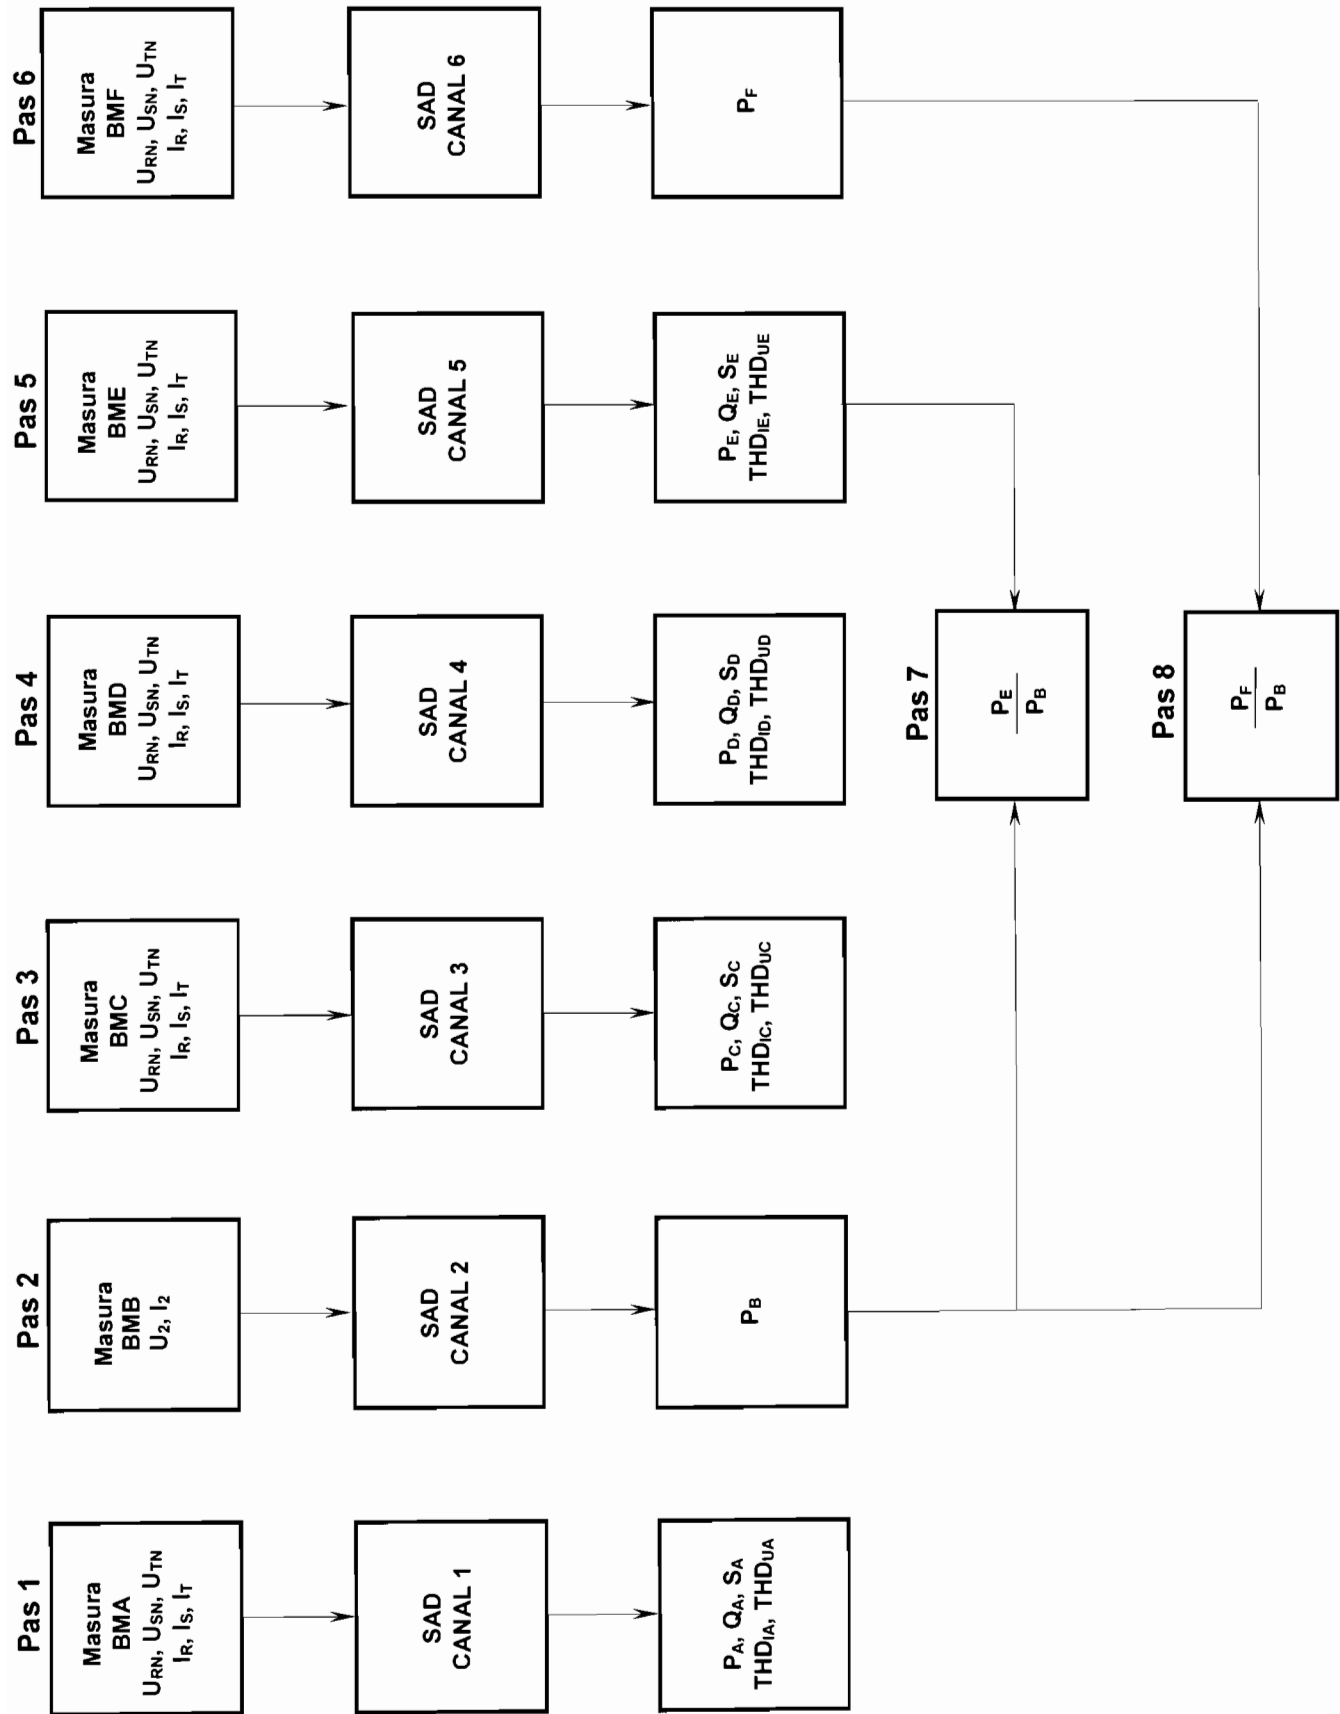 Pas 1
Masura
BMA
URN, USN, UTN
IR, IS, IT
SAD
CANAL 1
PA, QA, SA
THDIA, THDUA
Pas 2
Masura
BMB
U2, I2
SAD
CANAL 2
PB
Pas 3
Masura
BMC
URN, USN, UTN
IR, IS, IT
SAD
CANAL 3
PC, QC, SC
THDIC, THDUC
Pas 4
Masura
BMD
URN, USN, UTN
IR, IS, IT
SAD
CANAL 4
PD, QD, SD
THDID, THDUD
Pas 5
Masura
BME
URN, USN, UTN
IR, IS, IT
SAD
CANAL 5
PE, QE, SE
THDIE, THDUE
Pas 6
Masura
BMF
URN, USN, UTN
IR, IS, IT
SAD
CANAL 6
PF
Pas 7
PE
PB
Pas 8
PF
PB